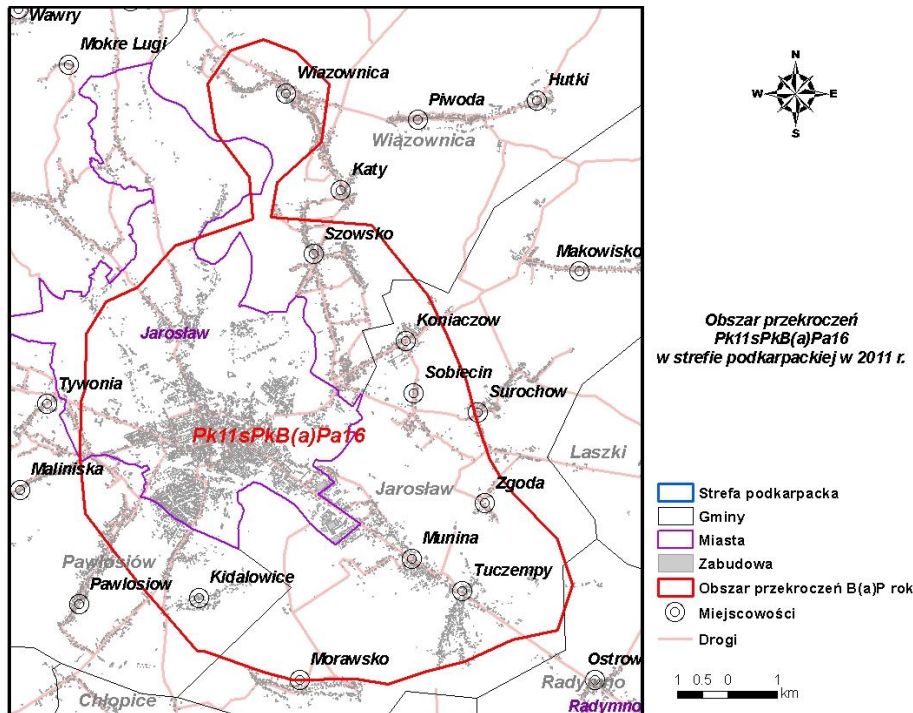 Wawry
Mokre Ługi
Wiazownica
Hutki
Piwoda
Wiązownica
Katy
Szowsko
Makowisko
Jarosław
Koniaczow
Tywonia
Sobiecin
Surochow
Pk11sPkB(a)Pa16
Laszki
Maliniska
Jarosław
Zgoda
Munina
Pawłosiów
Tuczempy
Pawlosiow
Kidalowice
Morawsko
Ostrow
Radymno
Chłopice
Radymno
N
W E
S
Obszar przekroczeń
Pk11sPkB(a)Pa16
w strefie podkarpackiej w 2011 r.
Strefa podkarpacka
Gminy
Miasta
Zabudowa
Obszar przekroczeń B(a)P rok
Miejscowości
Drogi
1 0.5 0 1
km